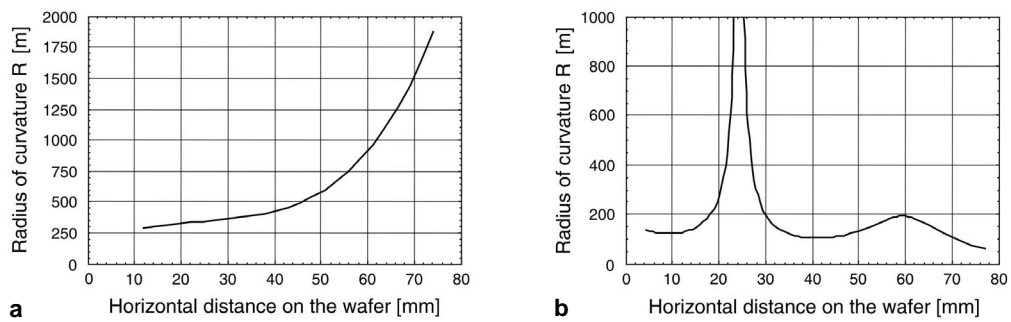 Radius of curvature R [m]
2000
1750
1500
1250
1000
750
500
250
0
0 10 20 30 40 50 60 70 80
Horizontal distance on the wafer [mm]
a
Radius of curvature R [m]
1000
800
600
400
200
0
0 10 20 30 40 50 60 70 80
Horizontal distance on the wafer [mm]
b